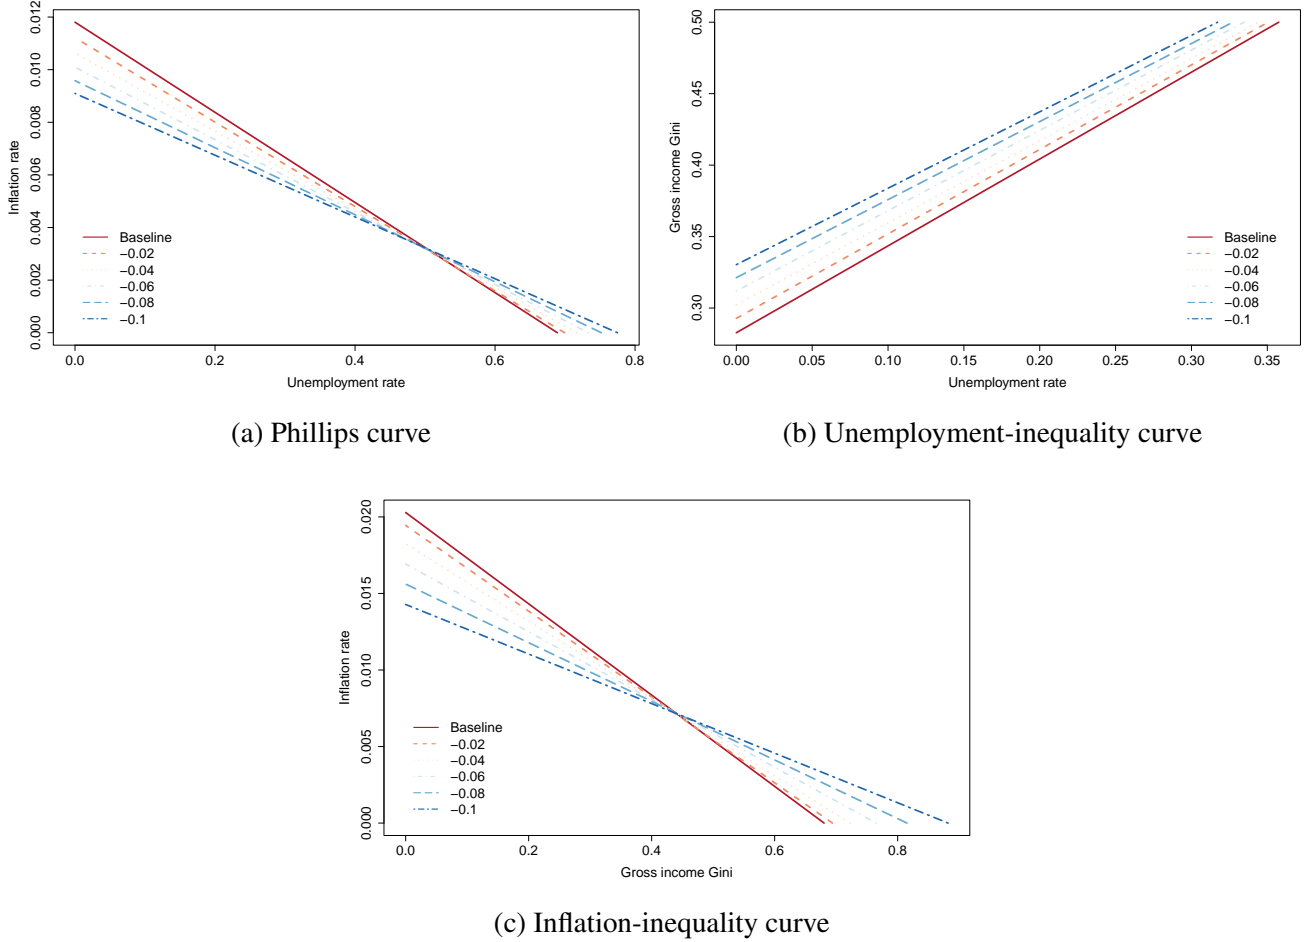 0.012
0.010
0.008
0.006
0.004
0.002
0.000
Inflation rate
Baseline
−0.02
−0.04
−0.06
−0.08
−0.1
0.0 0.2 0.4 0.6 0.8
Unemployment rate
(a) Phillips curve
0.50
0.45
0.40
0.35
0.30
Gross income Gini
Baseline
−0.02
−0.04
−0.06
−0.08
−0.1
0.00 0.05 0.10 0.15 0.20 0.25 0.30 0.35
Unemployment rate
(b) Unemployment-inequality curve
0.020
0.015
0.010
0.005
0.000
Inflation rate
Baseline
−0.02
−0.04
−0.06
−0.08
−0.1
0.0 0.2 0.4 0.6 0.8
Gross income Gini
(c) Inflation-inequality curve